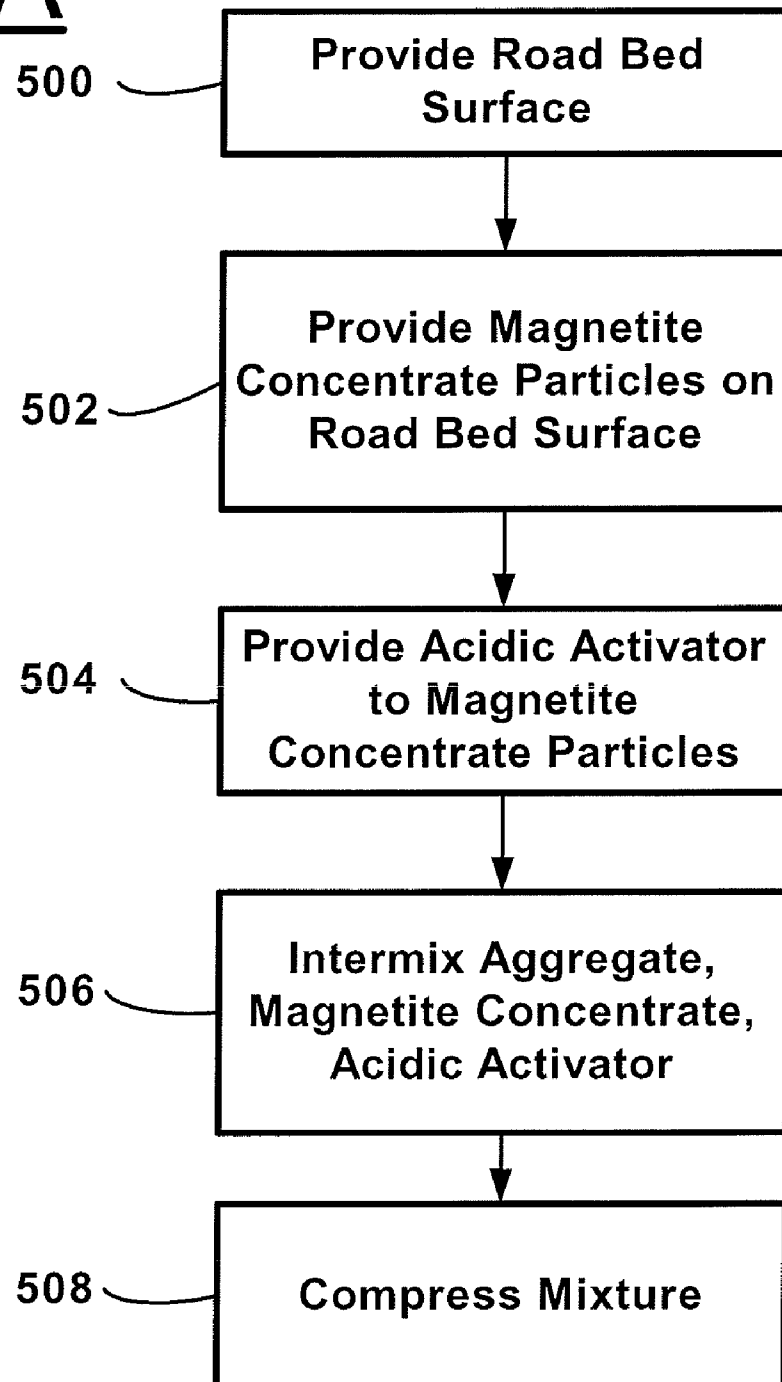 500
Provide Road Bed
Surface
502
Provide Magnetite
Concentrate Particles on
Road Bed Surface
504
Provide Acidic Activator
to Magnetite
Concentrate Particles
506
Intermix Aggregate,
Magnetite Concentrate,
Acidic Activator
508
Compress Mixture